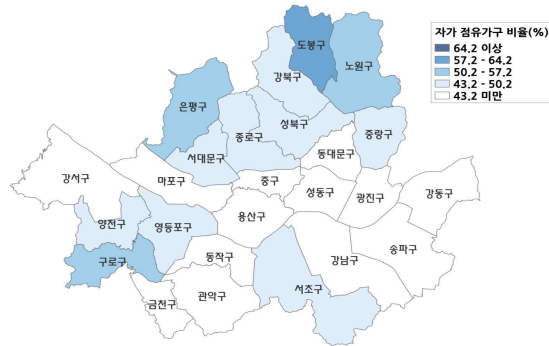 자가 점유가구 비율(%)
64.2 이상
57.2 - 64.2
50.2 - 57.2
43.2 - 50.2
43.2 미만
도봉구
노원구
강북구
은평구
성북구
종로구
중랑구
서대문구
동대문구
강서구
마포구
중구
성동구
광진구
강동구
양천구
영등포구
용산구
송파구
구로구
동작구
강남구
서초구
금천구
관악구